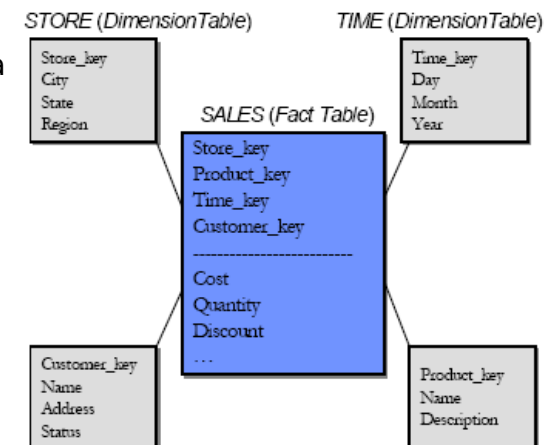 STORE (DimensionTable)
Store_key
City
State
Region
TIME (DimensionTable)
Time_key
Day
Month
Year
a
SALES (Fact Table)
Store_key
Product_key
Time_key
Customer_key
---------------------------
Cost
Quantity
Discount
...
Customer_key
Name
Address
Status
Product_key
Name
Description